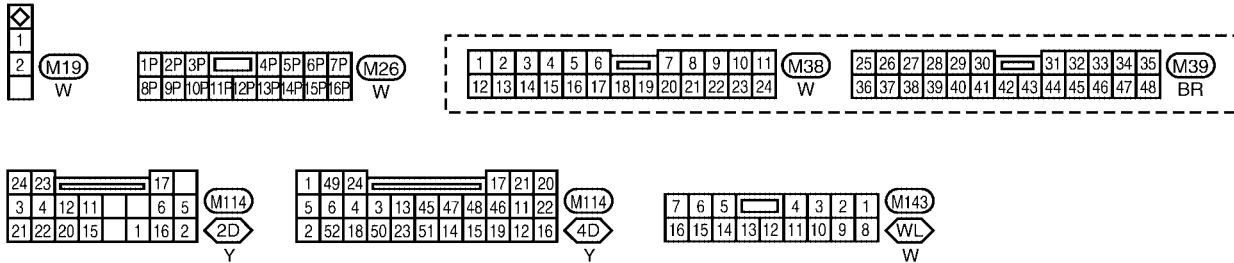 1
2
M19
W
1P 2P 3P 4P 5P 6P 7P
8P 9P 10P 11P 12P 13P 14P 15P 16P
M26
W
1 2 3 4 5 6 7 8 9 10 11
12 13 14 15 16 17 18 19 20 21 22 23 24
M38
W
25 26 27 28 29 30 31 32 33 34 35
36 37 38 39 40 41 42 43 44 45 46 47 48
M39
BR
24 23 17
3 4 12 11 6 5
21 22 20 15 1 16 2
M114
2D
Y
1 49 24 17 21 20
5 6 4 3 13 45 47 48 46 11 22
2 52 18 50 23 51 14 15 19 12 16
M114
4D
Y
7 6 5 4 3 2 1
16 15 14 13 12 11 10 9 8
M143
WL
W